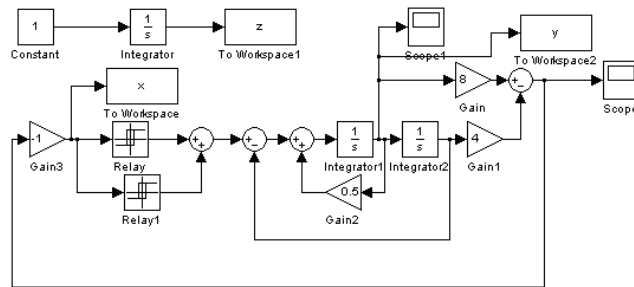 1
Constant
1
s
Integrator
z
To Workspace1
Scope1
y
To Workspace2
8
Gain
+
-
Scope
x
To Workspace
-1
Gain3
Relay
+
+
+
-
+
+
1
s
Integrator1
1
s
Integrator2
4
Gain1
0.5
Gain2
Relay1